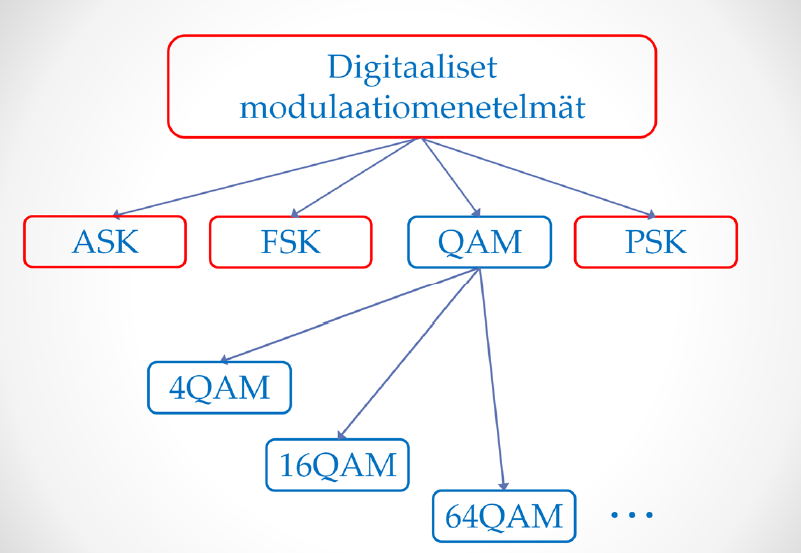 Digitaaliset
modulaatiomenetelmät
ASK
FSK
QAM
PSK
4QAM
16QAM
64QAM
...